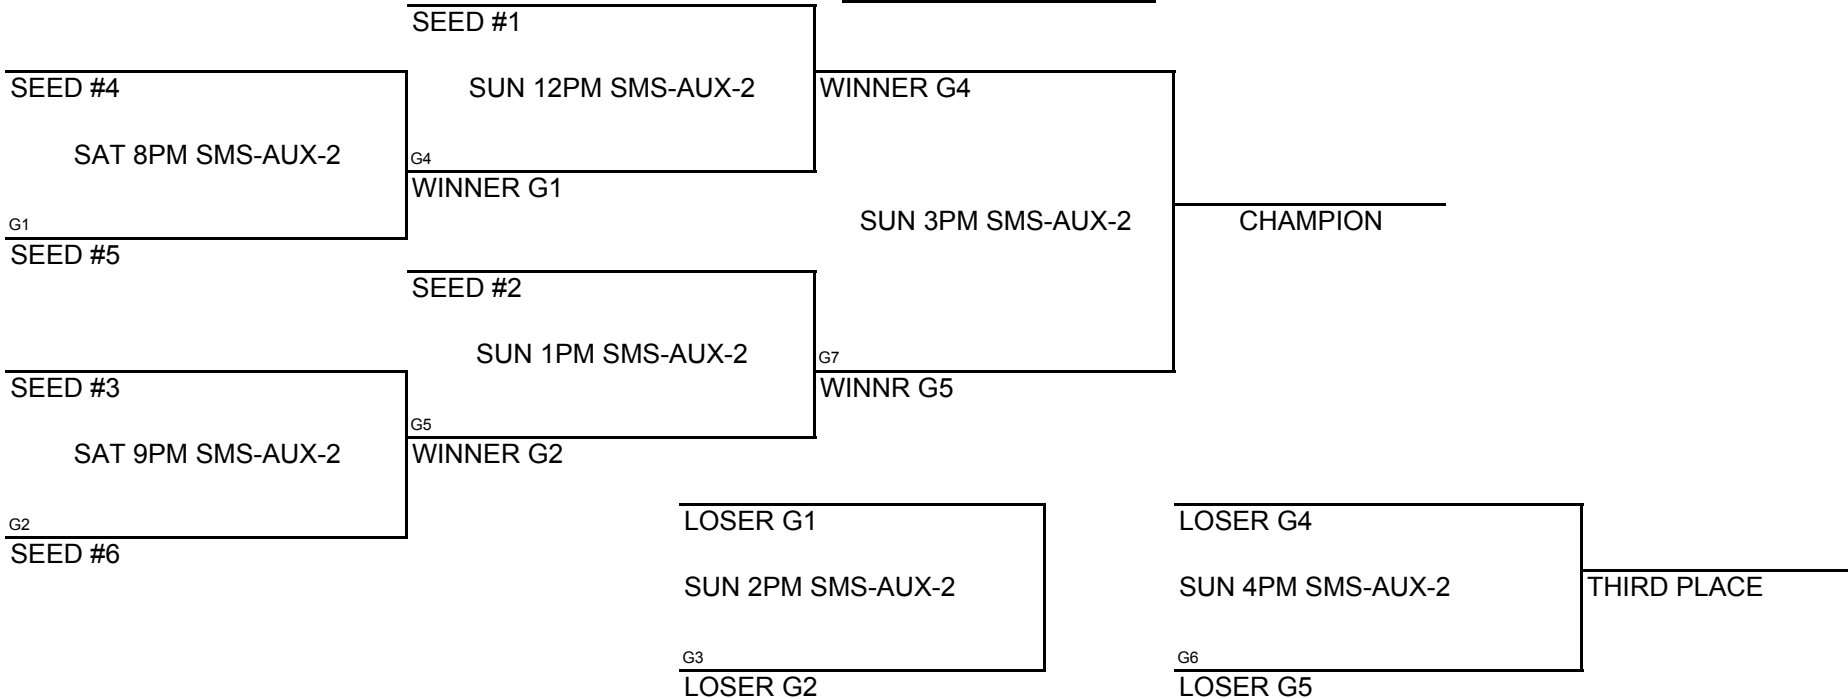 SEED #1
SEED #4
SUN 12PM SMS-AUX-2
WINNER G4
SAT 8PM SMS-AUX-2
G4
WINNER G1
G1
SUN 3PM SMS-AUX-2
CHAMPION
SEED #5
SEED #2
SUN 1PM SMS-AUX-2
G7
SEED #3
WINNR G5
G5
SAT 9PM SMS-AUX-2
WINNER G2
G2
LOSER G1
LOSER G4
SEED #6
SUN 2PM SMS-AUX-2
SUN 4PM SMS-AUX-2
THIRD PLACE
G3
G6
LOSER G2
LOSER G5